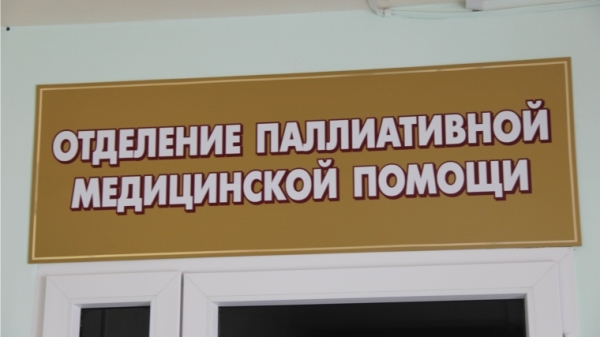 ОТДЕЛЕНИЕ ПАЛЛИАТИВНОЙ
МЕДИЦИНСКОЙ ПОМОЩИ